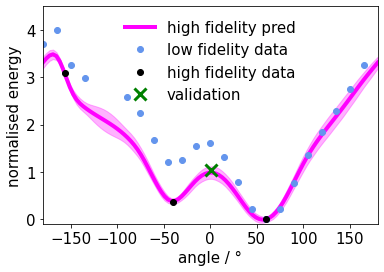 high fidelity pred
low fidelity data
high fidelity data
validation
normalised energy
4
3
2
1
0
−150 −100 −50 0 50 100 150
angle / °